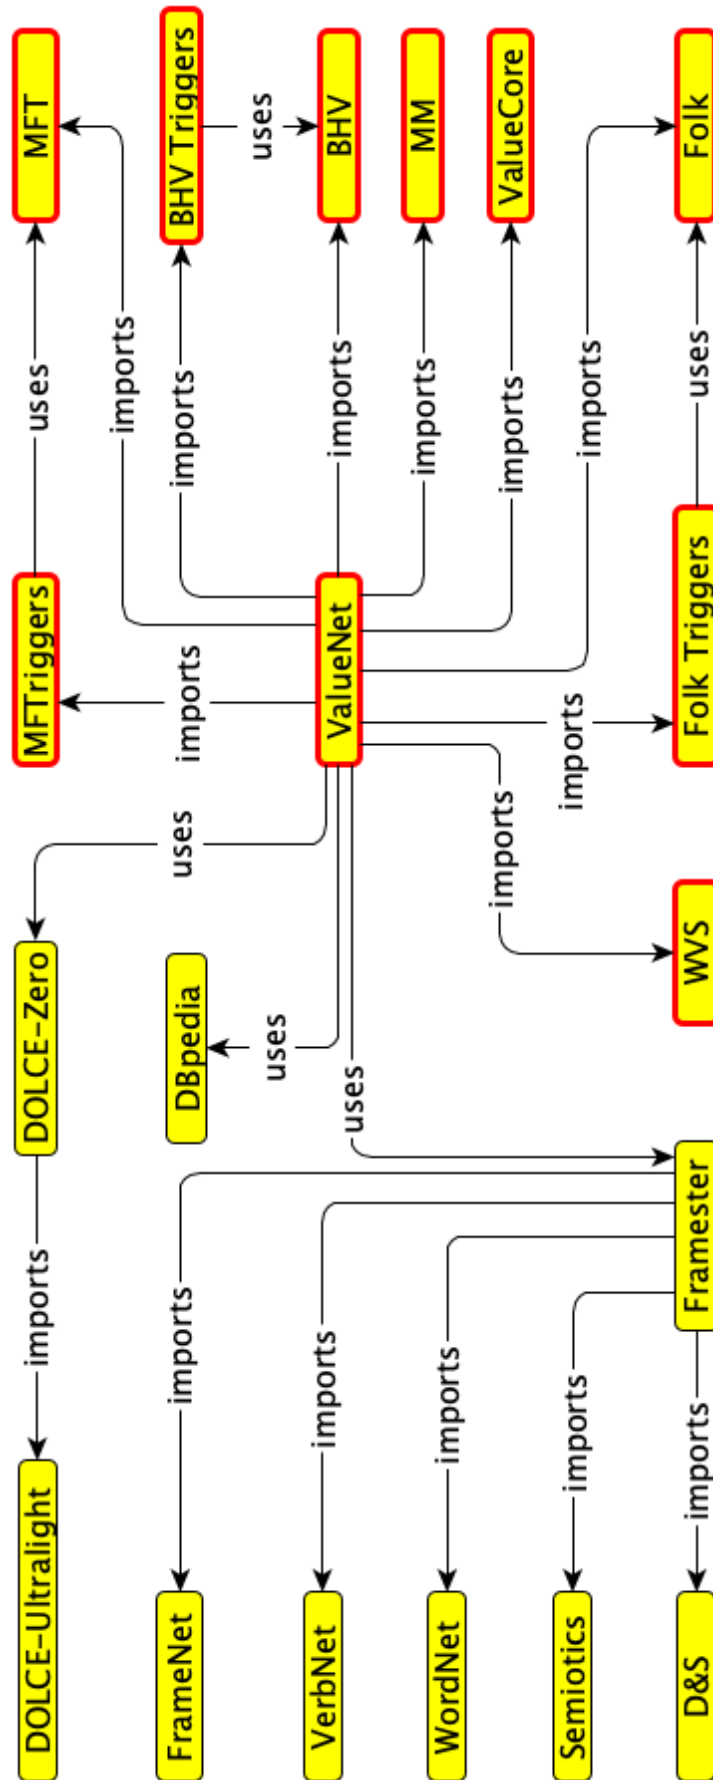 DOLCE-Ultralight
imports
DOLCE-Zero
MFTriggers
uses
MFT
imports
FrameNet
imports
DBpedia
uses
imports
imports
BHV Triggers
uses
uses
VerbNet
imports
ValueNet
imports
BHV
uses
imports
MM
WordNet
imports
imports
imports
ValueCore
Semiotics
imports
imports
imports
D&S
imports
Framester
WVS
Folk Triggers
uses
Folk